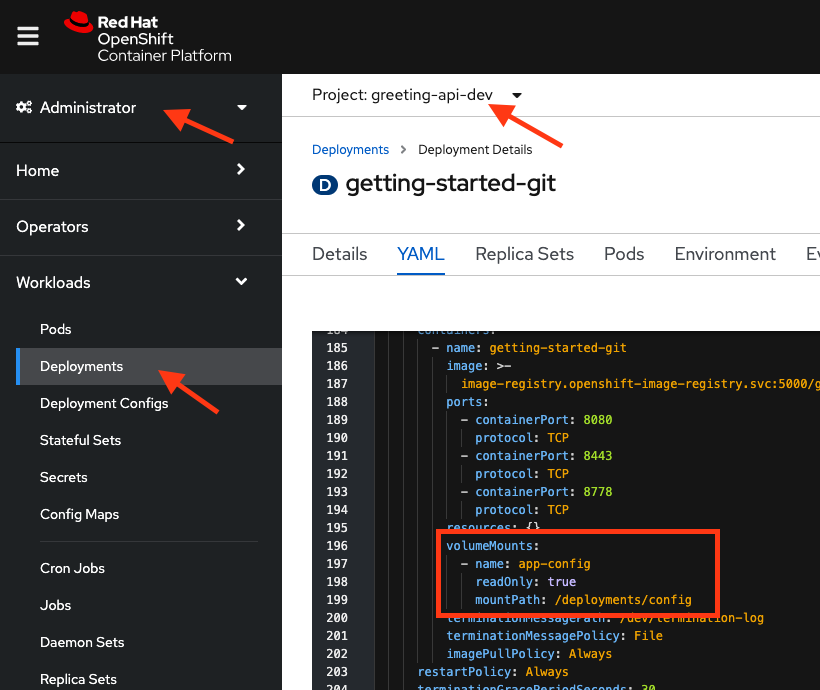 Red Hat
OpenShift
Container Platform
Administrator
Home
Operators
Workloads
Pods
Deployments
Deployment Configs
Stateful Sets
Secrets
Config Maps
Cron Jobs
Jobs
Daemon Sets
Replica Sets
Project: greeting-api-dev
Deployments > Deployment Details
D getting-started-git
Details YAML Replica Sets Pods Environment Ev
184 containers:
185 - name: getting-started-git
186 image: >-
187 image-registry.openshift-image-registry.svc:5000/g
188 ports:
189 - containerPort: 8080
190 protocol: TCP
191 - containerPort: 8443
192 protocol: TCP
193 - containerPort: 8778
194 protocol: TCP
195 resources: {}
196 volumeMounts:
197 - name: app-config
198 readOnly: true
199 mountPath: /deployments/config
200 terminationMessagePath: /dev/termination-log
201 terminationMessagePolicy: File
202 imagePullPolicy: Always
203 restartPolicy: Always
204 terminationGracePeriodSeconds: 30